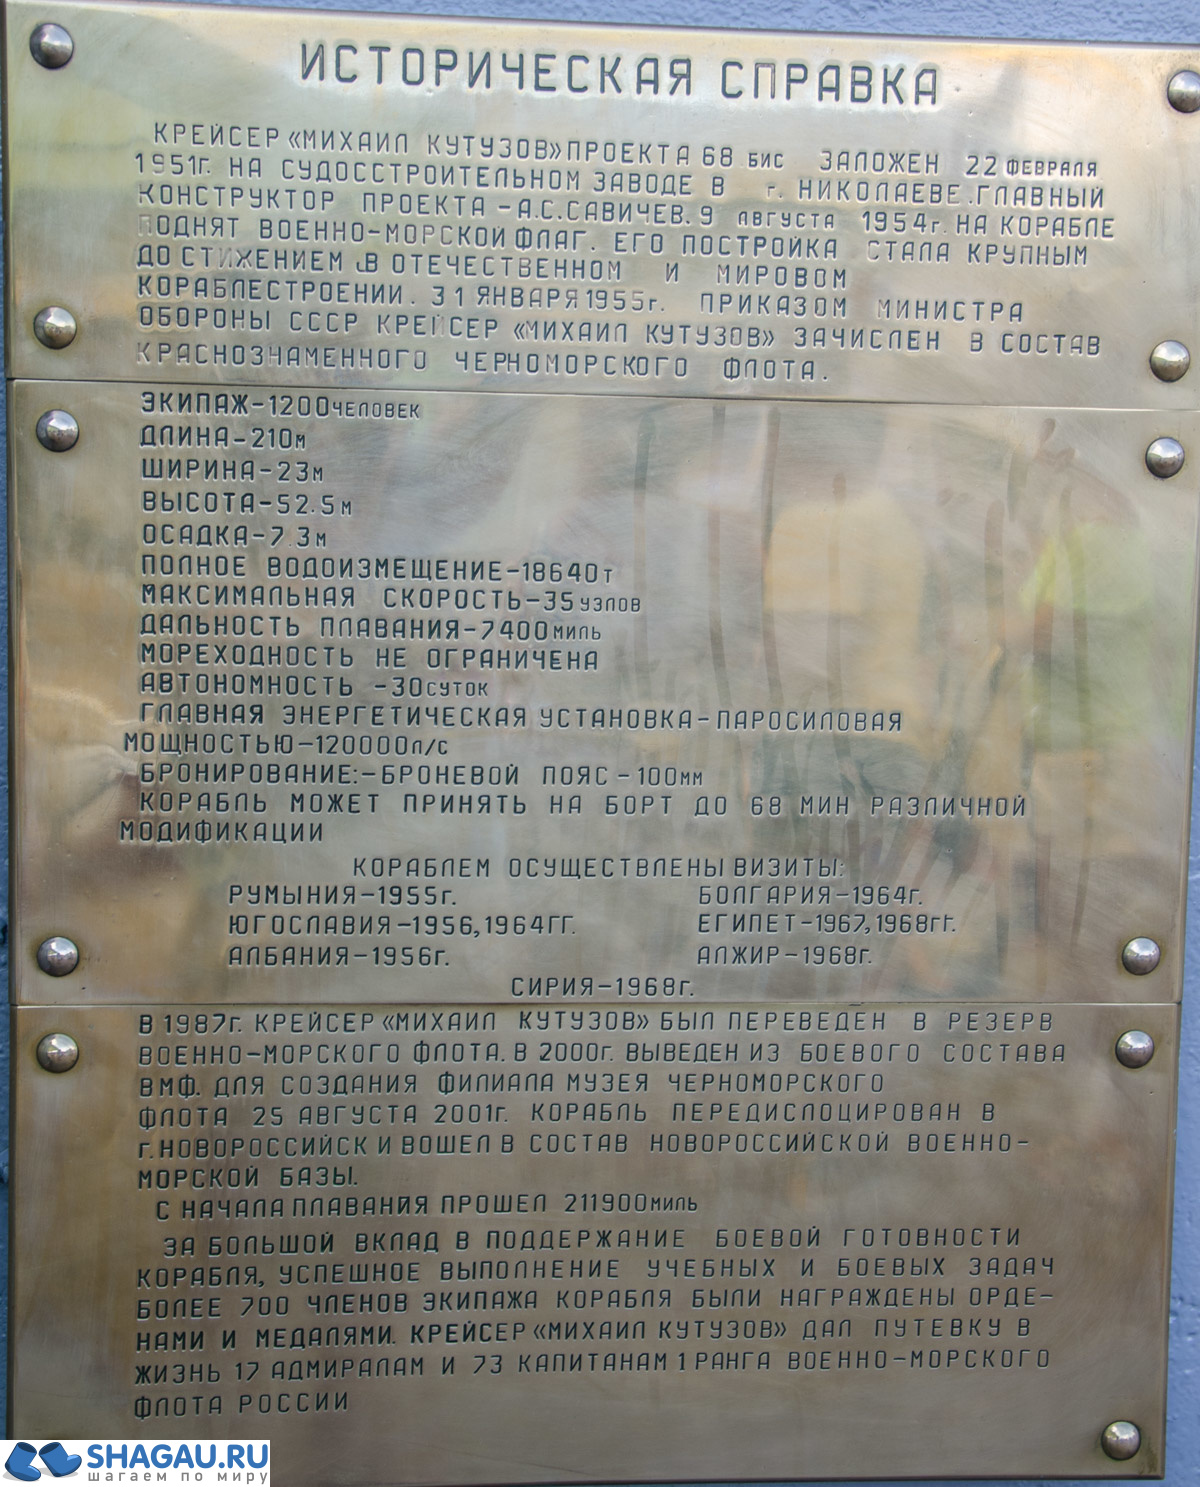 ИСТОРИЧЕСКАЯ СПРАВКА
КРЕЙСЕР «МИХАИЛ КУТУЗОВ» ПРОЕКТА 68 БИС ЗАЛОЖЕН 22 ФЕВРАЛЯ
1951Г. НА СУДОССТРОИТЕЛЬНОМ ЗАВОДЕ В Г. НИКОЛАЕВЕ. ГЛАВНЫЙ
КОНСТРУКТОР ПРОЕКТА - А.С.САВИЧЕВ. 9 АВГУСТА 1954г. НА КОРАБЛЕ
ПОДНЯТ ВОЕННО-МОРСКОЙ ФЛАГ. ЕГО ПОСТРОЙКА СТАЛА КРУПНЫМ
ДОСТИЖЕНИЕМ В ОТЕЧЕСТВЕННОМ И МИРОВОМ
КОРАБЛЕСТРОЕНИИ. 31 ЯНВАРЯ 1955г. ПРИКАЗОМ МИНИСТРА
ОБОРОНЫ СССР КРЕЙСЕР «МИХАИЛ КУТУЗОВ» ЗАЧИСЛЕН В СОСТАВ
КРАСНОЗНАМЕННОГО ЧЕРНОМОРСКОГО ФЛОТА.
ЭКИПАЖ-1200ЧЕЛОВЕК
ДЛИНА-210М
ШИРИНА-23М
ВЫСОТА-52.5М
ОСАДКА-7.3М
ПОЛНОЕ ВОДОИЗМЕЩЕНИЕ-18640Т
МАКСИМАЛЬНАЯ СКОРОСТЬ-35 УЗЛОВ
ДАЛЬНОСТЬ ПЛАВАНИЯ-7400МИЛЬ
МОРЕХОДНОСТЬ НЕ ОГРАНИЧЕНА
АВТОНОМНОСТЬ -30СУТОК
ГЛАВНАЯ ЭНЕРГЕТИЧЕСКАЯ УСТАНОВКА-ПАРОСИЛОВАЯ
МОЩНОСТЬЮ-120000Л/С
БРОНИРОВАНИЕ:-БРОНЕВОЙ ПОЯС-100ММ
КОРАБЛЬ МОЖЕТ ПРИНЯТЬ НА БОРТ ДО 68 МИН РАЗЛИЧНОЙ
МОДИФИКАЦИИ
КОРАБЛЕМ ОСУЩЕСТВЛЕНЫ ВИЗИТЫ:
РУМЫНИЯ-1955Г. БОЛГАРИЯ-1964Г.
ЮГОСЛАВИЯ-1956,1964ГГ. ЕГИПЕТ-1967,1968ГГ.
АЛБАНИЯ-1956Г. АЛЖИР-1968Г.
СИРИЯ-1968Г.
В 1987Г. КРЕЙСЕР «МИХАИЛ КУТУЗОВ» БЫЛ ПЕРЕВЕДЕН В РЕЗЕРВ
ВОЕННО-МОРСКОГО ФЛОТА. В 2000Г. ВЫВЕДЕН ИЗ БОЕВОГО СОСТАВА
ВМФ. ДЛЯ СОЗДАНИЯ ФИЛИАЛА МУЗЕЯ ЧЕРНОМОРСКОГО
ФЛОТА 25 АВГУСТА 2001Г. КОРАБЛЬ ПЕРЕДИСЛОЦИРОВАН В
Г.НОВОРОССИЙСК И ВОШЕЛ В СОСТАВ НОВОРОССИЙСКОЙ ВОЕННО-
МОРСКОЙ БАЗЫ.
С НАЧАЛА ПЛАВАНИЯ ПРОШЕЛ 211900МИЛЬ
ЗА БОЛЬШОЙ ВКЛАД В ПОДДЕРЖАНИЕ БОЕВОЙ ГОТОВНОСТИ
КОРАБЛЯ, УСПЕШНОЕ ВЫПОЛНЕНИЕ УЧЕБНЫХ И БОЕВЫХ ЗАДАЧ
БОЛЕЕ 700 ЧЛЕНОВ ЭКИПАЖА КОРАБЛЯ БЫЛИ НАГРАЖДЕНЫ ОРДЕ-
НАМИ И МЕДАЛЯМИ. КРЕЙСЕР «МИХАИЛ КУТУЗОВ» ДАЛ ПУТЕВКУ В
ЖИЗНЬ 17 АДМИРАЛАМ И 73 КАПИТАНАМ 1 РАНГА ВОЕННО-МОРСКОГО
ФЛОТА РОССИИ
SHAGAU.RU
шагаем по миру